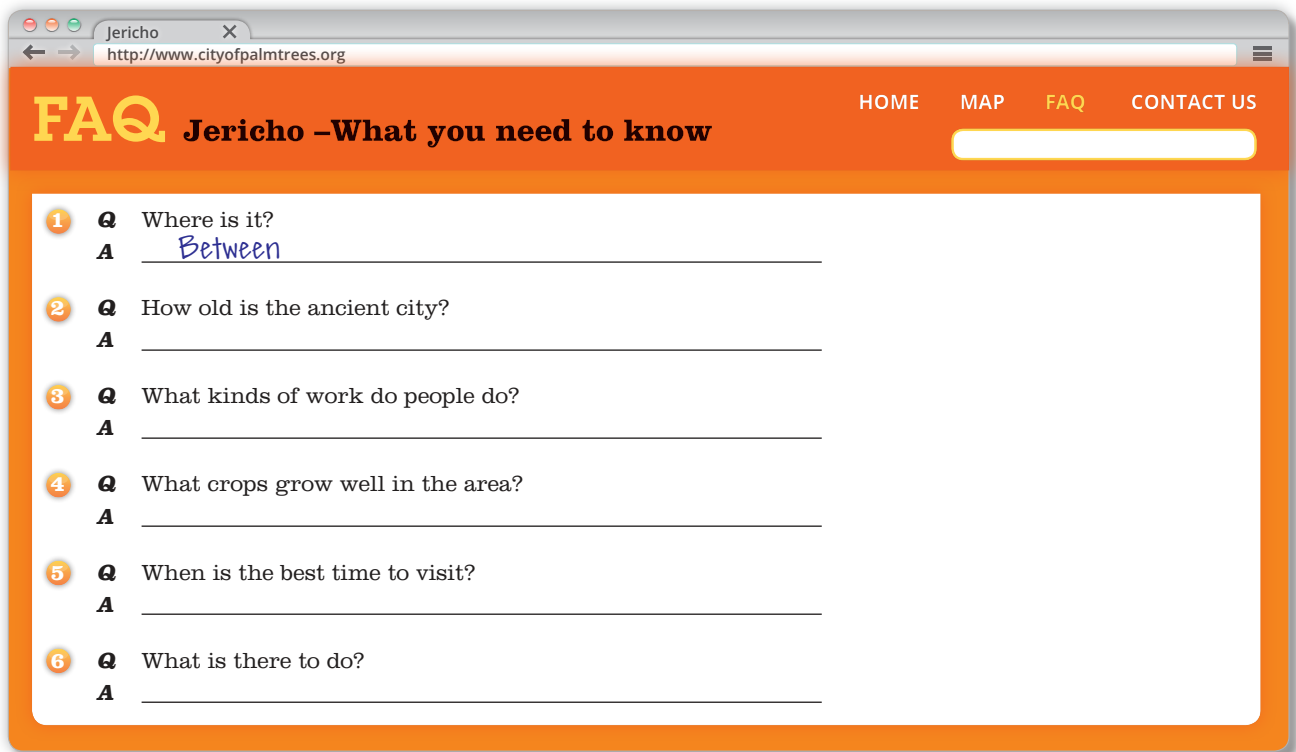 Jericho
http://www.cityofpalmtrees.org
HOME MAP FAQ CONTACT US
FAQ Jericho –What you need to know
1 Q Where is it?
A Between
2 Q How old is the ancient city?
A
3 Q What kinds of work do people do?
A
4 Q What crops grow well in the area?
A
5 Q When is the best time to visit?
A
6 Q What is there to do?
A